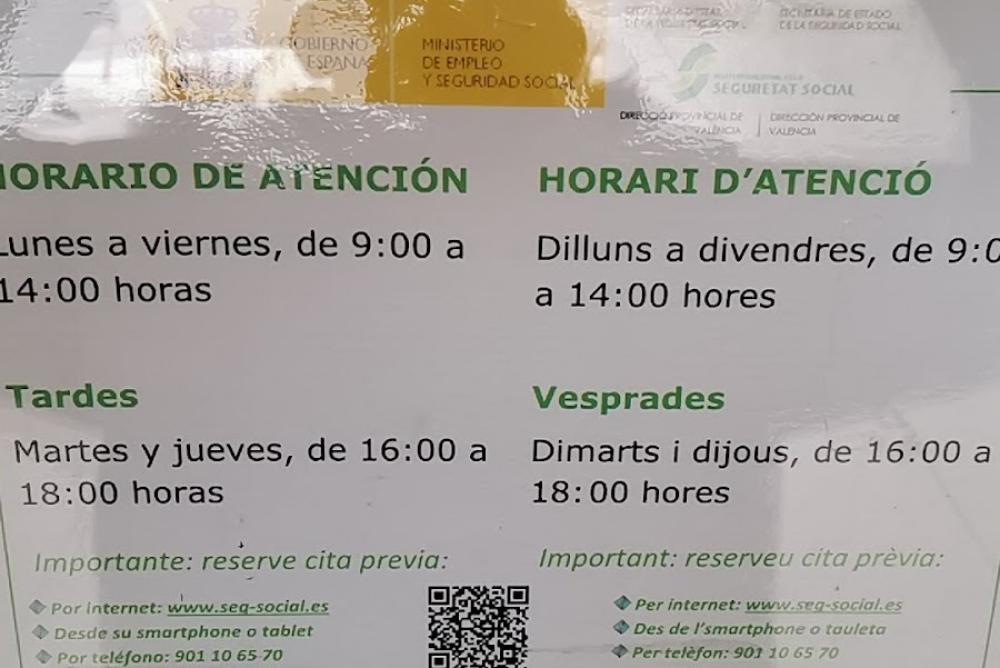 GOBIERNO
DE ESPAÑA
MINISTERIO
DE EMPLEO
Y SEGURIDAD SOCIAL
SECRETARÍA DE ESTADO
DE LA SEGURIDAD SOCIAL
SEGURETAT SOCIAL
DIRECCIÓ PROVINCIAL DE
VALÈNCIA
DIRECCIÓN PROVINCIAL DE
VALENCIA
HORARIO DE ATENCIÓN
Lunes a viernes, de 9:00 a
14:00 horas
Tardes
Martes y jueves, de 16:00 a
18:00 horas
Importante: reserve cita previa:
Por internet: www.seg-social.es
Desde su smartphone o tablet
Por teléfono: 901 10 65 70
HORARI D'ATENCIÓ
Dilluns a divendres, de 9:0
a 14:00 hores
Vesprades
Dimarts i dijous, de 16:00 a
18:00 hores
Important: reserveu cita prèvia:
Per internet: www.seg-social.es
Des de l'smartphone o tauleta
Per telèfon: 901 10 65 70